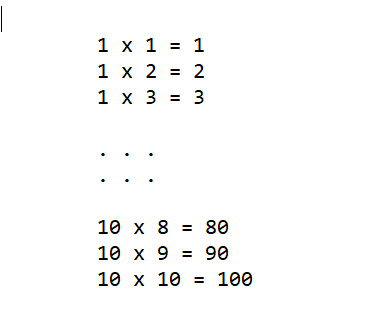 1 x 1 = 1
1 x 2 = 2
1 x 3 = 3
. . .
. . .
10 x 8 = 80
10 x 9 = 90
10 x 10 = 100